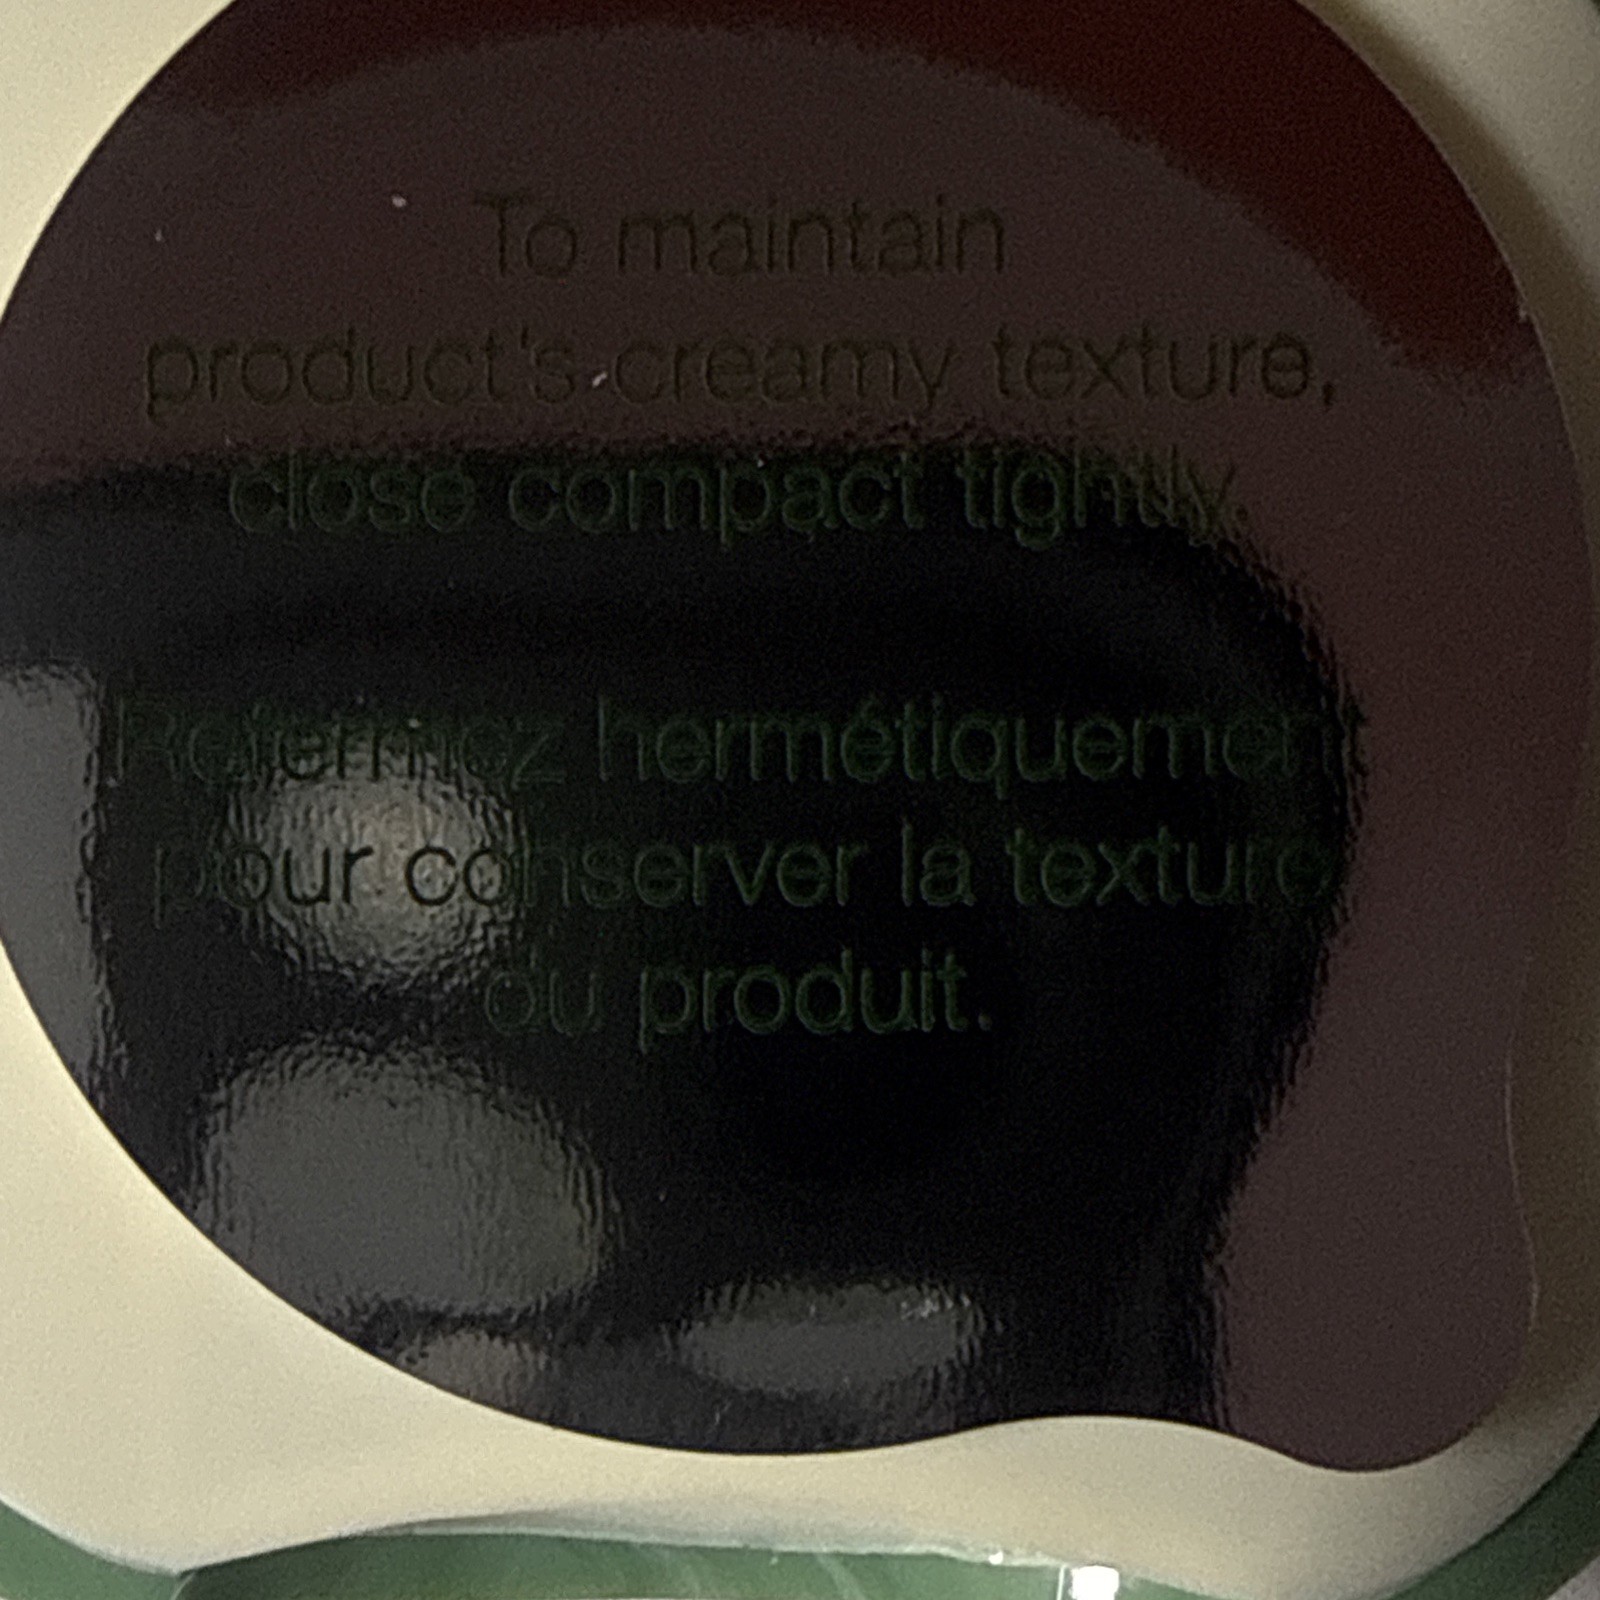 To maintain
product's creamy texture,
close compact tightly.
Refermez hermétiquement
pour conserver la texture
du produit.